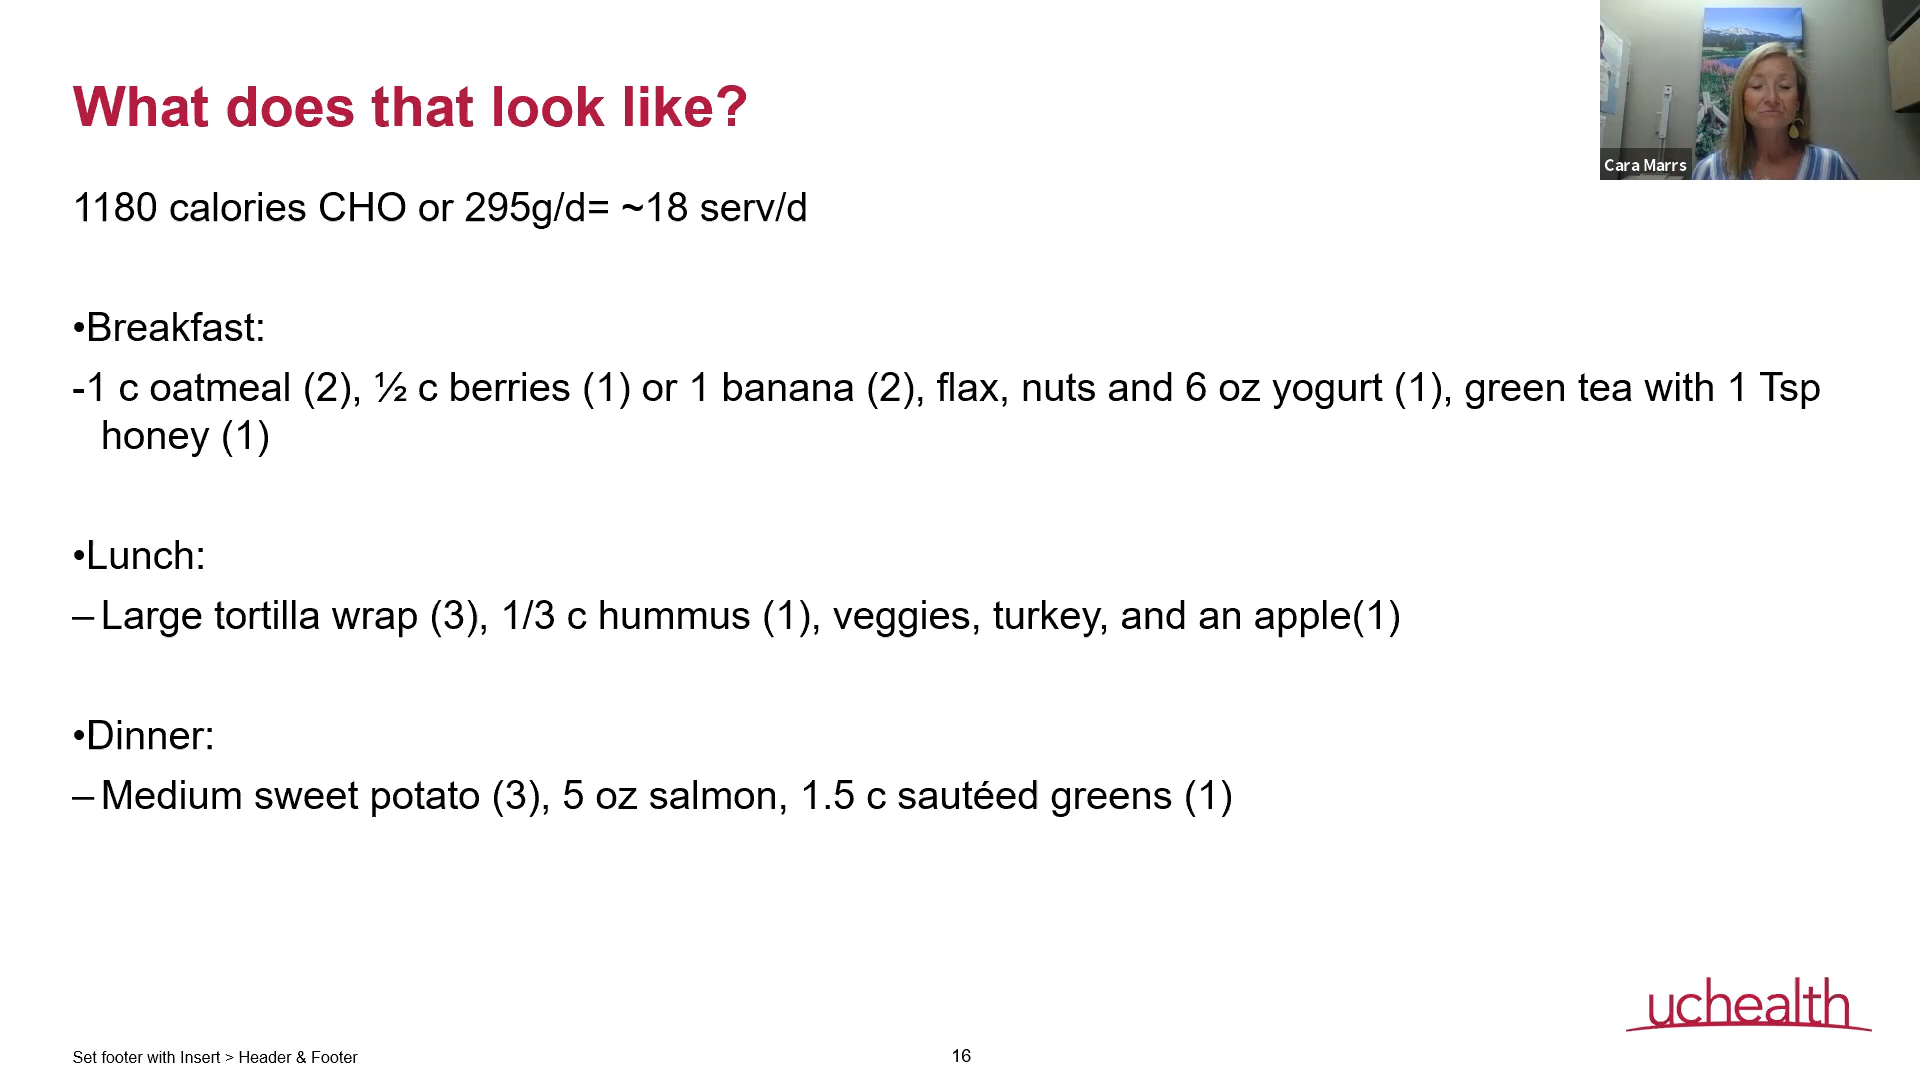 What does that look like?
Cara Marrs
1180 calories CHO or 295g/d= ~18 serv/d
•Breakfast:
-1 c oatmeal (2), ½ c berries (1) or 1 banana (2), flax, nuts and 6 oz yogurt (1), green tea with 1 Tsp
honey (1)
•Lunch:
– Large tortilla wrap (3), 1/3 c hummus (1), veggies, turkey, and an apple(1)
•Dinner:
– Medium sweet potato (3), 5 oz salmon, 1.5 c sautéed greens (1)
uchealth
Set footer with Insert > Header & Footer
16